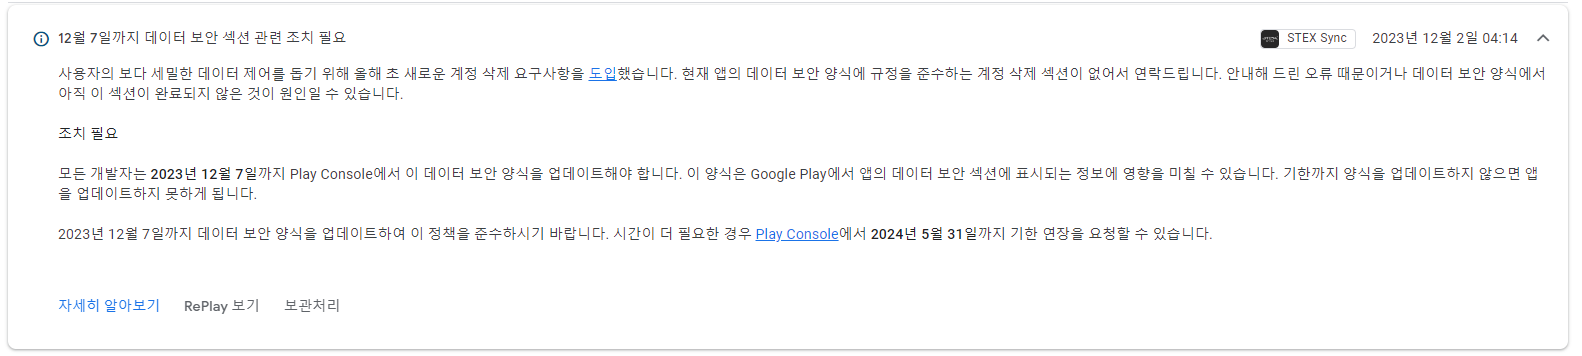 12월 7일까지 데이터 보안 섹션 관련 조치 필요
STEX Sync
2023년 12월 2일 04:14
사용자의 보다 세밀한 데이터 제어를 돕기 위해 올해 초 새로운 계정 삭제 요구사항을 도입했습니다. 현재 앱의 데이터 보안 양식에 규정을 준수하는 계정 삭제 섹션이 없어서 연락드립니다. 안내해 드린 오류 때문이거나 데이터 보안 양식에서
아직 이 섹션이 완료되지 않은 것이 원인일 수 있습니다.
조치 필요
모든 개발자는 2023년 12월 7일까지 Play Console에서 이 데이터 보안 양식을 업데이트해야 합니다. 이 양식은 Google Play에서 앱의 데이터 보안 섹션에 표시되는 정보에 영향을 미칠 수 있습니다. 기한까지 양식을 업데이트하지 않으면 앱
을 업데이트하지 못하게 됩니다.
2023년 12월 7일까지 데이터 보안 양식을 업데이트하여 이 정책을 준수하시기 바랍니다. 시간이 더 필요한 경우 Play Console에서 2024년 5월 31일까지 기한 연장을 요청할 수 있습니다.
자세히 알아보기
RePlay 보기
보관처리